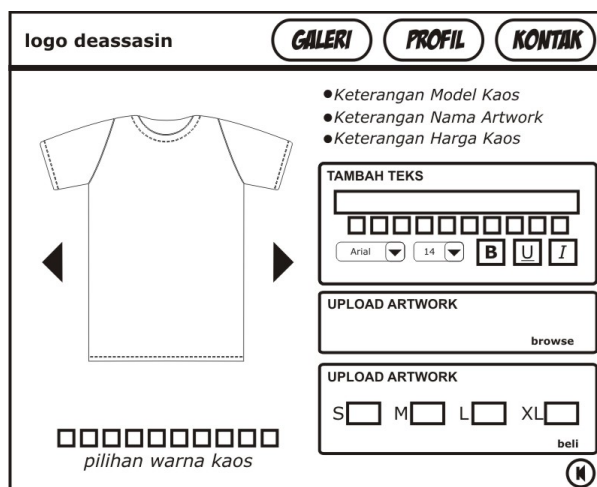 logo deassasin
GALERI
PROFIL
KONTAK
Keterangan Model Kaos
Keterangan Nama Artwork
Keterangan Harga Kaos
TAMBAH TEKS
Arial
14
B
U
I
UPLOAD ARTWORK
browse
UPLOAD ARTWORK
S M L XL
beli
pilihan warna kaos